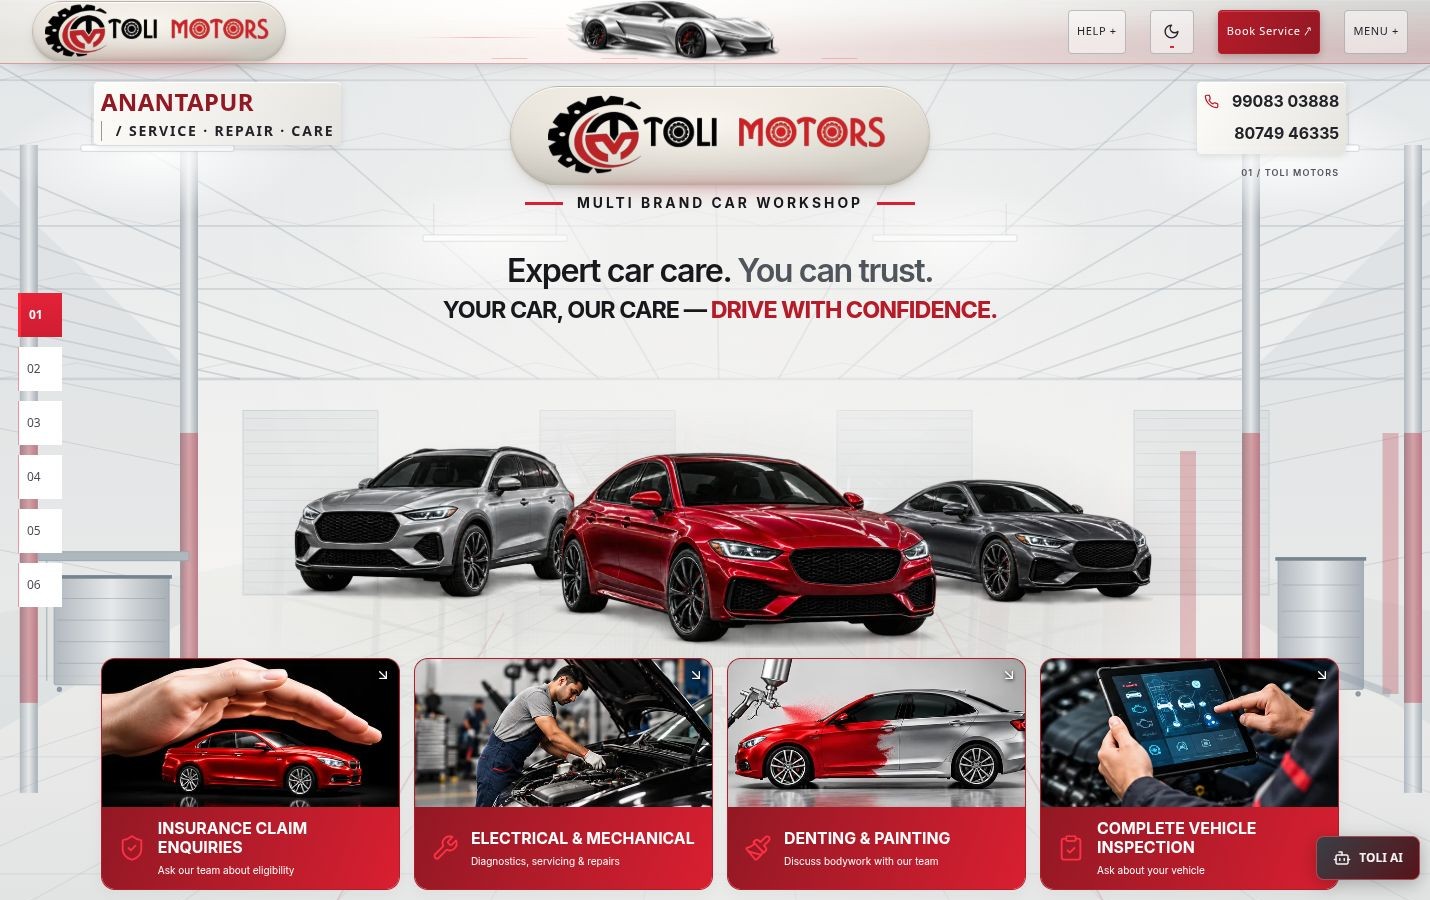 TOLI MOTORS
HELP +
Book Service ↗
MENU +
ANANTAPUR
/ SERVICE · REPAIR · CARE
TOLI MOTORS
99083 03888
80749 46335
01 / TOLI MOTORS
MULTI BRAND CAR WORKSHOP
Expert car care. You can trust.
YOUR CAR, OUR CARE — DRIVE WITH CONFIDENCE.
01
02
03
04
05
06
INSURANCE CLAIM
ENQUIRIES
Ask our team about eligibility
ELECTRICAL & MECHANICAL
Diagnostics, servicing & repairs
DENTING & PAINTING
Discuss bodywork with our team
COMPLETE VEHICLE
INSPECTION
Ask about your vehicle
TOLI AI